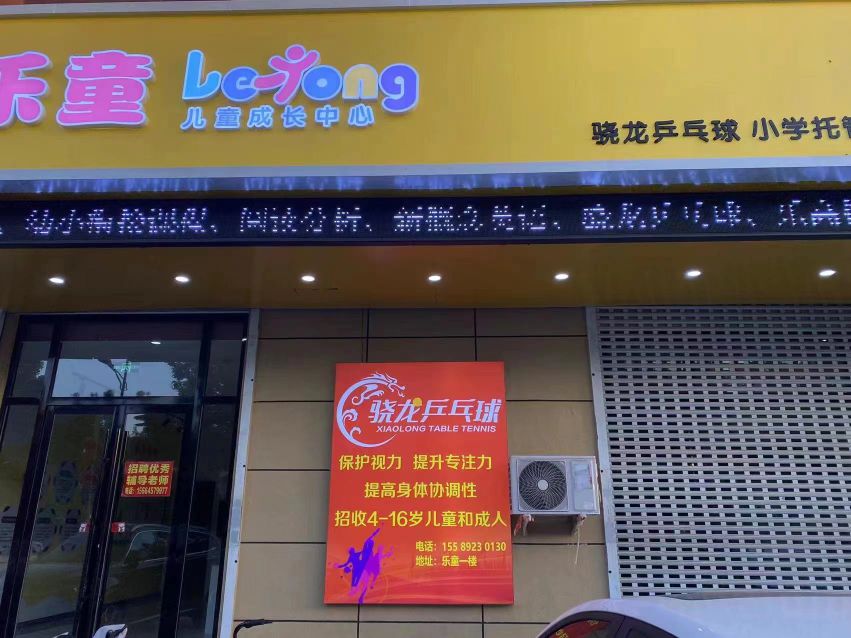 乐童 LeTong
儿童成长中心
骁龙乒乓球 小学托管
骁龙乒乓球
XIAOLONG TABLE TENNIS
保护视力 提升专注力
提高身体协调性
招收4-16岁儿童和成人
电话：155 8923 0130
地址：乐童一楼
招聘优秀
辅导老师